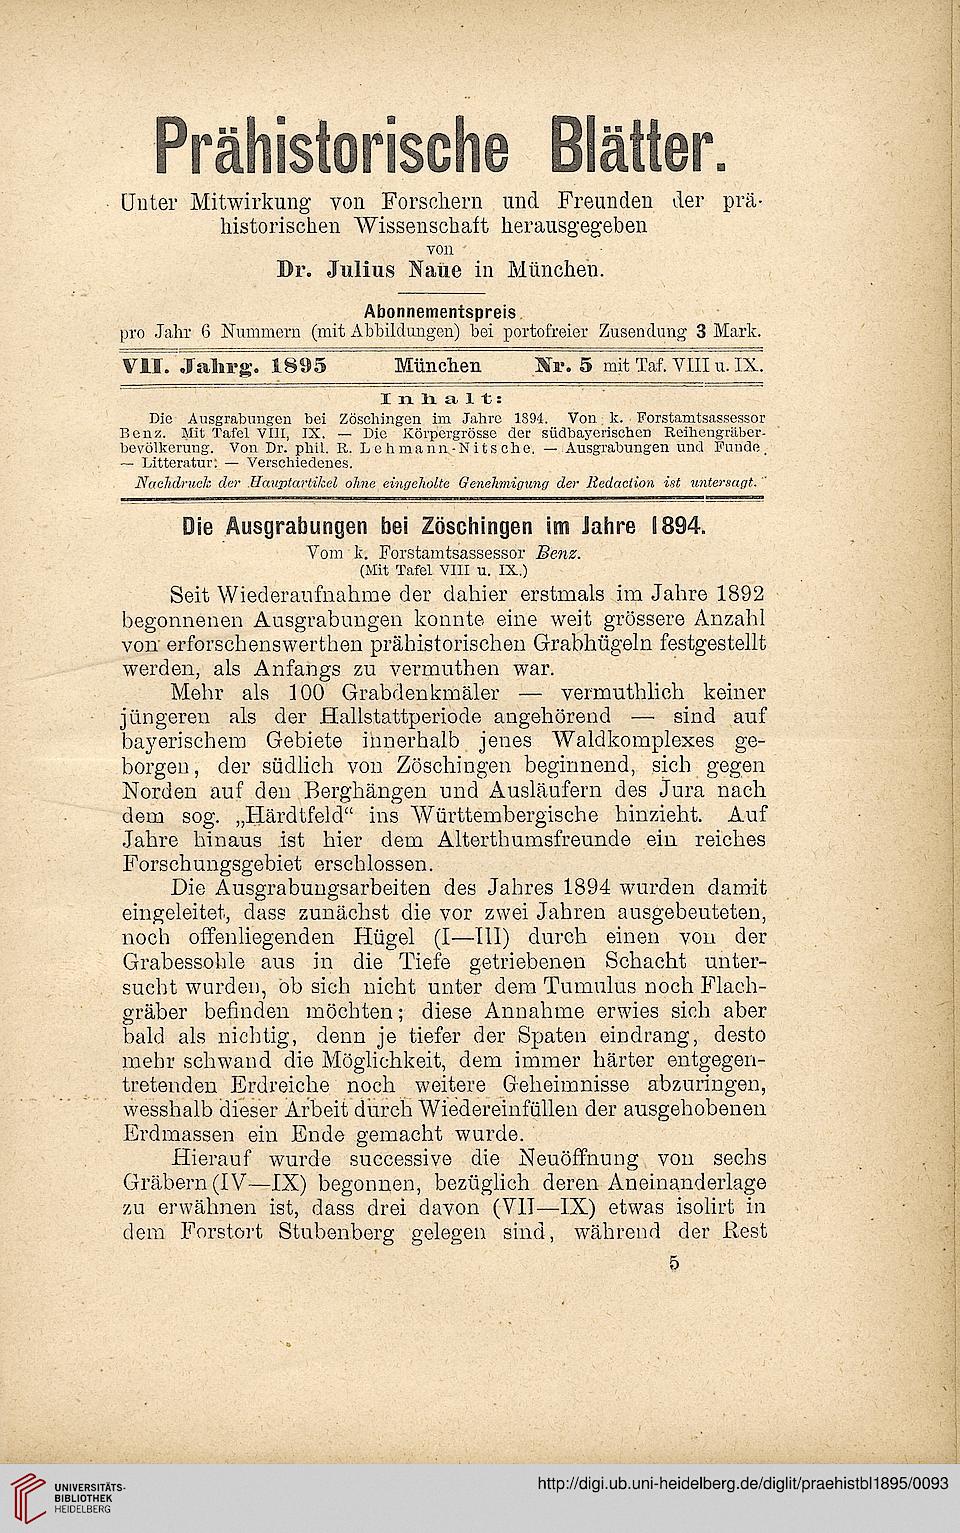 Prähistorische Blätter.
Unter Mitwirkung von Forschern und Freunden der prä-
historischen Wissenschaft herausgegeben
von
Dr. Julius Naue in München.
Abonnementspreis
pro Jahr 6 Nummern (mit Abbildungen) bei portofreier Zusendung 3 Mark.
VII. Jahrg. 1895 München Nr. 5 mit Taf. VIII u. IX.
Inhalt:
Die Ausgrabungen bei Zöschingen im Jahre 1894. Von k. Forstamtsassessor
Benz. Mit Tafel VIII, IX. — Die Körpergrösse der südbayerischen Reihengräber-
bevölkerung. Von Dr. phil. R. Lehmann-Nitsche. — Ausgrabungen und Funde.
— Litteratur: — Verschiedenes.
Nachdruck der Hauptartikel ohne eingeholte Genehmigung der Redaction ist untersagt.
Die Ausgrabungen bei Zöschingen im Jahre 1894.
Vom k. Forstamtsassessor Benz.
(Mit Tafel VIII u. IX.)
Seit Wiederaufnahme der dahier erstmals im Jahre 1892
begonnenen Ausgrabungen konnte eine weit grössere Anzahl
von erforschenswerthen prähistorischen Grabhügeln festgestellt
werden, als Anfangs zu vermuthen war.
Mehr als 100 Grabdenkmäler — vermuthlich keiner
jüngeren als der Hallstattperiode angehörend — sind auf
bayerischem Gebiete innerhalb jenes Waldkomplexes ge-
borgen, der südlich von Zöschingen beginnend, sich gegen
Norden auf den Berghängen und Ausläufern des Jura nach
dem sog. „Härdtfeld“ ins Württembergische hinzieht. Auf
Jahre hinaus ist hier dem Alterthumsfreunde ein reiches
Forschungsgebiet erschlossen.
Die Ausgrabungsarbeiten des Jahres 1894 wurden damit
eingeleitet, dass zunächst die vor zwei Jahren ausgebeuteten,
noch offenliegenden Hügel (I—III) durch einen von der
Grabessohle aus in die Tiefe getriebenen Schacht unter-
sucht wurden, ob sich nicht unter dem Tumulus noch Flach-
gräber befinden möchten; diese Annahme erwies sich aber
bald als nichtig, denn je tiefer der Spaten eindrang, desto
mehr schwand die Möglichkeit, dem immer härter entgegen-
tretenden Erdreiche noch weitere Geheimnisse abzuringen,
wesshalb dieser Arbeit durch Wiedereinfüllen der ausgehobenen
Erdmassen ein Ende gemacht wurde.
Hierauf wurde successive die Neuöffnung von sechs
Gräbern (IV—IX) begonnen, bezüglich deren Aneinanderlage
zu erwähnen ist, dass drei davon (VII—IX) etwas isolirt in
dem Forstort Stubenberg gelegen sind, während der Rest
5
UNIVERSITÄTS-
BIBLIOTHEK
HEIDELBERG
http://digi.ub.uni-heidelberg.de/diglit/praehistbl1895/0093